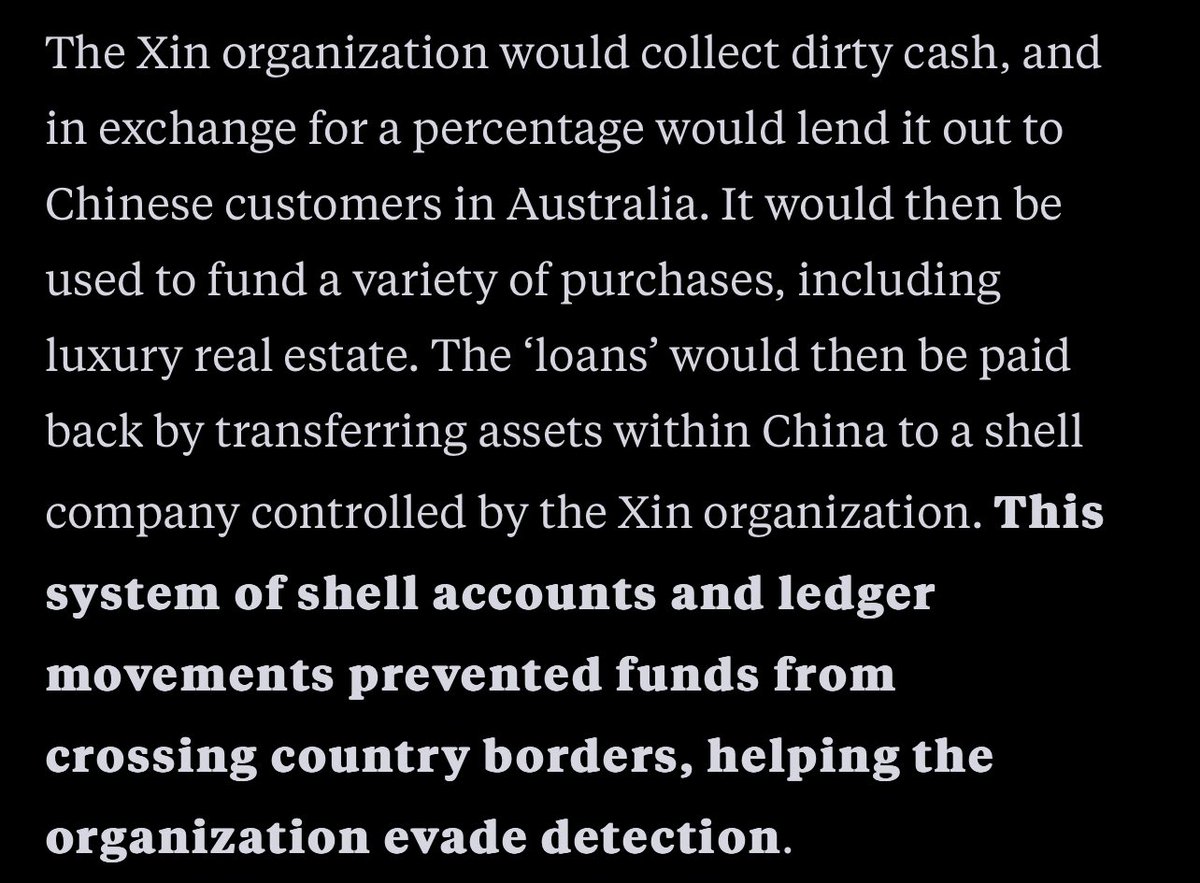 The Xin organization would collect dirty cash, and
in exchange for a percentage would lend it out to
Chinese customers in Australia. It would then be
used to fund a variety of purchases, including
luxury real estate. The ‘loans’ would then be paid
back by transferring assets within China to a shell
company controlled by the Xin organization. This
system of shell accounts and ledger
movements prevented funds from
crossing country borders, helping the
organization evade detection.